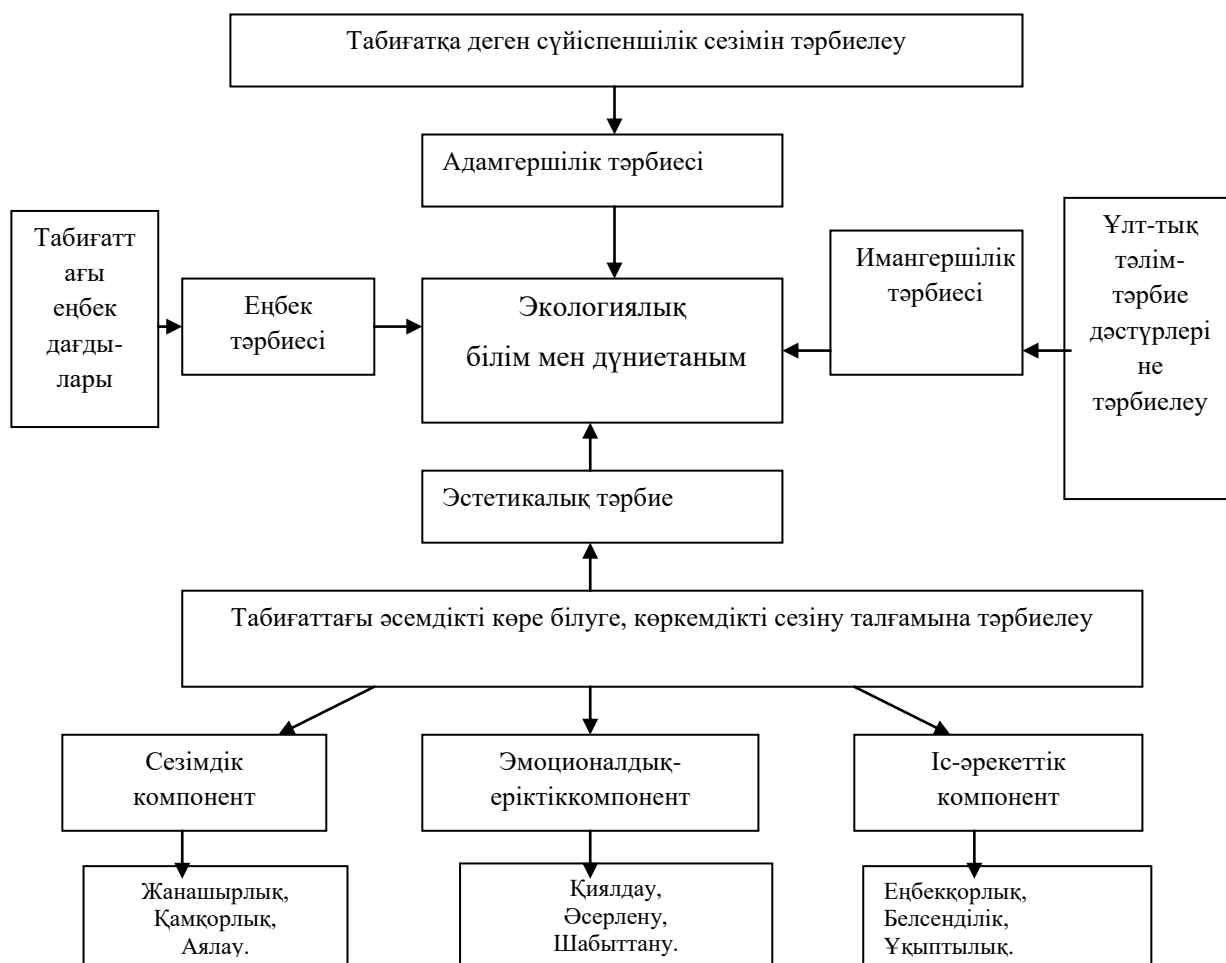 Табиғатқа деген сүйіспеншілік сезімін тәрбиелеу
Адамгершілік тәрбиесі
Табиғатт
ағы
еңбек
дағды-
лары
Еңбек
тәрбиесі
Экологиялық
білім мен дүниетаным
Имангершілік
тәрбиесі
Ұлт-тық
тәлім-
тәрбие
дәстүрлері
не
тәрбиелеу
Эстетикалық тәрбие
Табиғаттағы әсемдікті көре білуге, көркемдікті сезіну талғамына тәрбиелеу
Сезімдік
компонент
Эмоционалдық-
еріктіккомпонент
Іс-әрекеттік
компонент
Жанашырлық,
Қамқорлық,
Аялау.
Қиялдау,
Әсерлену,
Шабыттану.
Еңбекқорлық,
Белсенділік,
Ұқыптылық.